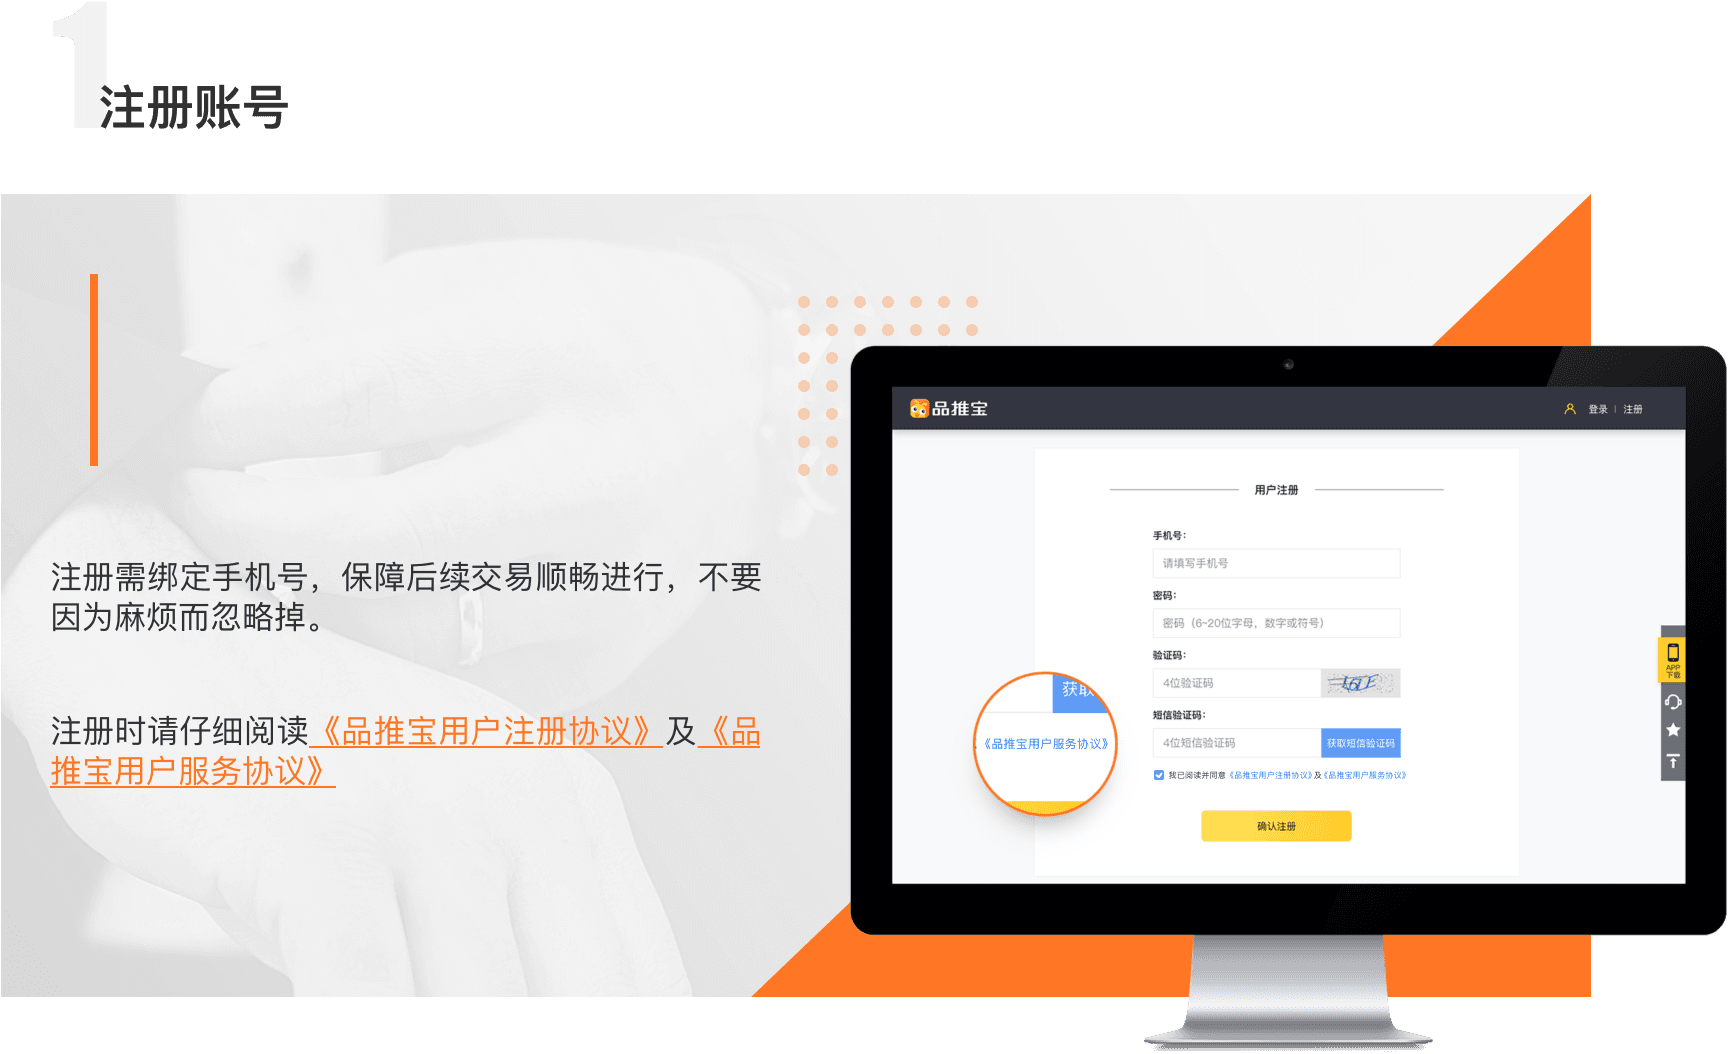 1
注册账号
注册需绑定手机号，保障后续交易顺畅进行，不要
因为麻烦而忽略掉。
注册时请仔细阅读《品推宝用户注册协议》及《品
推宝用户服务协议》
品推宝
登录 | 注册
用户注册
手机号：
请填写手机号
密码：
密码（6~20位字母，数字或符号）
验证码：
4位验证码
短信验证码：
4位短信验证码
获取短信验证码
我已阅读并同意《品推宝用户注册协议》及《品推宝用户服务协议》
确认注册
获取
《品推宝用户服务协议》
APP
下载